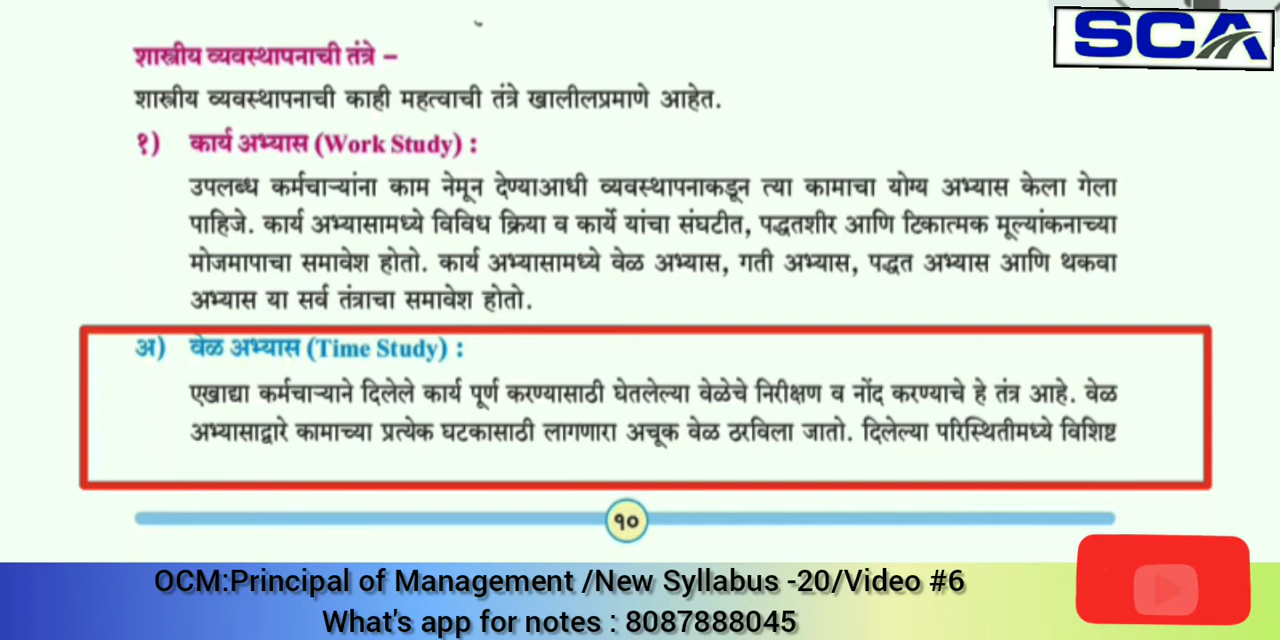 SCA
शास्त्रीय व्यवस्थापनाची तंत्रे –
शास्त्रीय व्यवस्थापनाची काही महत्वाची तंत्रे खालीलप्रमाणे आहेत.
१) कार्य अभ्यास (Work Study) :
उपलब्ध कर्मचाऱ्यांना काम नेमून देण्याआधी व्यवस्थापनाकडून त्या कामाचा योग्य अभ्यास केला गेला
पाहिजे. कार्य अभ्यासामध्ये विविध क्रिया व कार्ये यांचा संघटीत, पद्धतशीर आणि टिकात्मक मूल्यांकनाच्या
मोजमापाचा समावेश होतो. कार्य अभ्यासामध्ये वेळ अभ्यास, गती अभ्यास, पद्धत अभ्यास आणि थकवा
अभ्यास या सर्व तंत्राचा समावेश होतो.
अ) वेळ अभ्यास (Time Study) :
एखाद्या कर्मचाऱ्याने दिलेले कार्य पूर्ण करण्यासाठी घेतलेल्या वेळेचे निरीक्षण व नोंद करण्याचे हे तंत्र आहे. वेळ
अभ्यासाद्वारे कामाच्या प्रत्येक घटकासाठी लागणारा अचूक वेळ ठरविला जातो. दिलेल्या परिस्थितीमध्ये विशिष्ट
१०
OCM:Principal of Management /New Syllabus -20/Video #6
What's app for notes : 8087888045